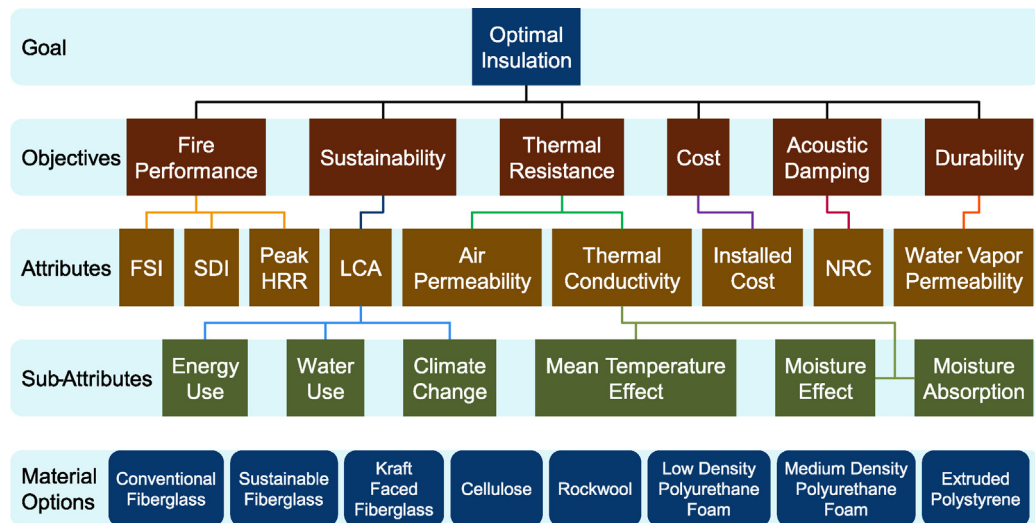 Goal
Optimal
Insulation
Objectives
Fire
Performance
Sustainability
Thermal
Resistance
Cost
Acoustic
Damping
Durability
Attributes
FSI
SDI
Peak
HRR
LCA
Air
Permeability
Thermal
Conductivity
Installed
Cost
NRC
Water Vapor
Permeability
Sub-Attributes
Energy
Use
Water
Use
Climate
Change
Mean Temperature
Effect
Moisture
Effect
Moisture
Absorption
Material
Options
Conventional
Fiberglass
Sustainable
Fiberglass
Kraft
Faced
Fiberglass
Cellulose
Rockwool
Low Density
Polyurethane
Foam
Medium Density
Polyurethane
Foam
Extruded
Polystyrene